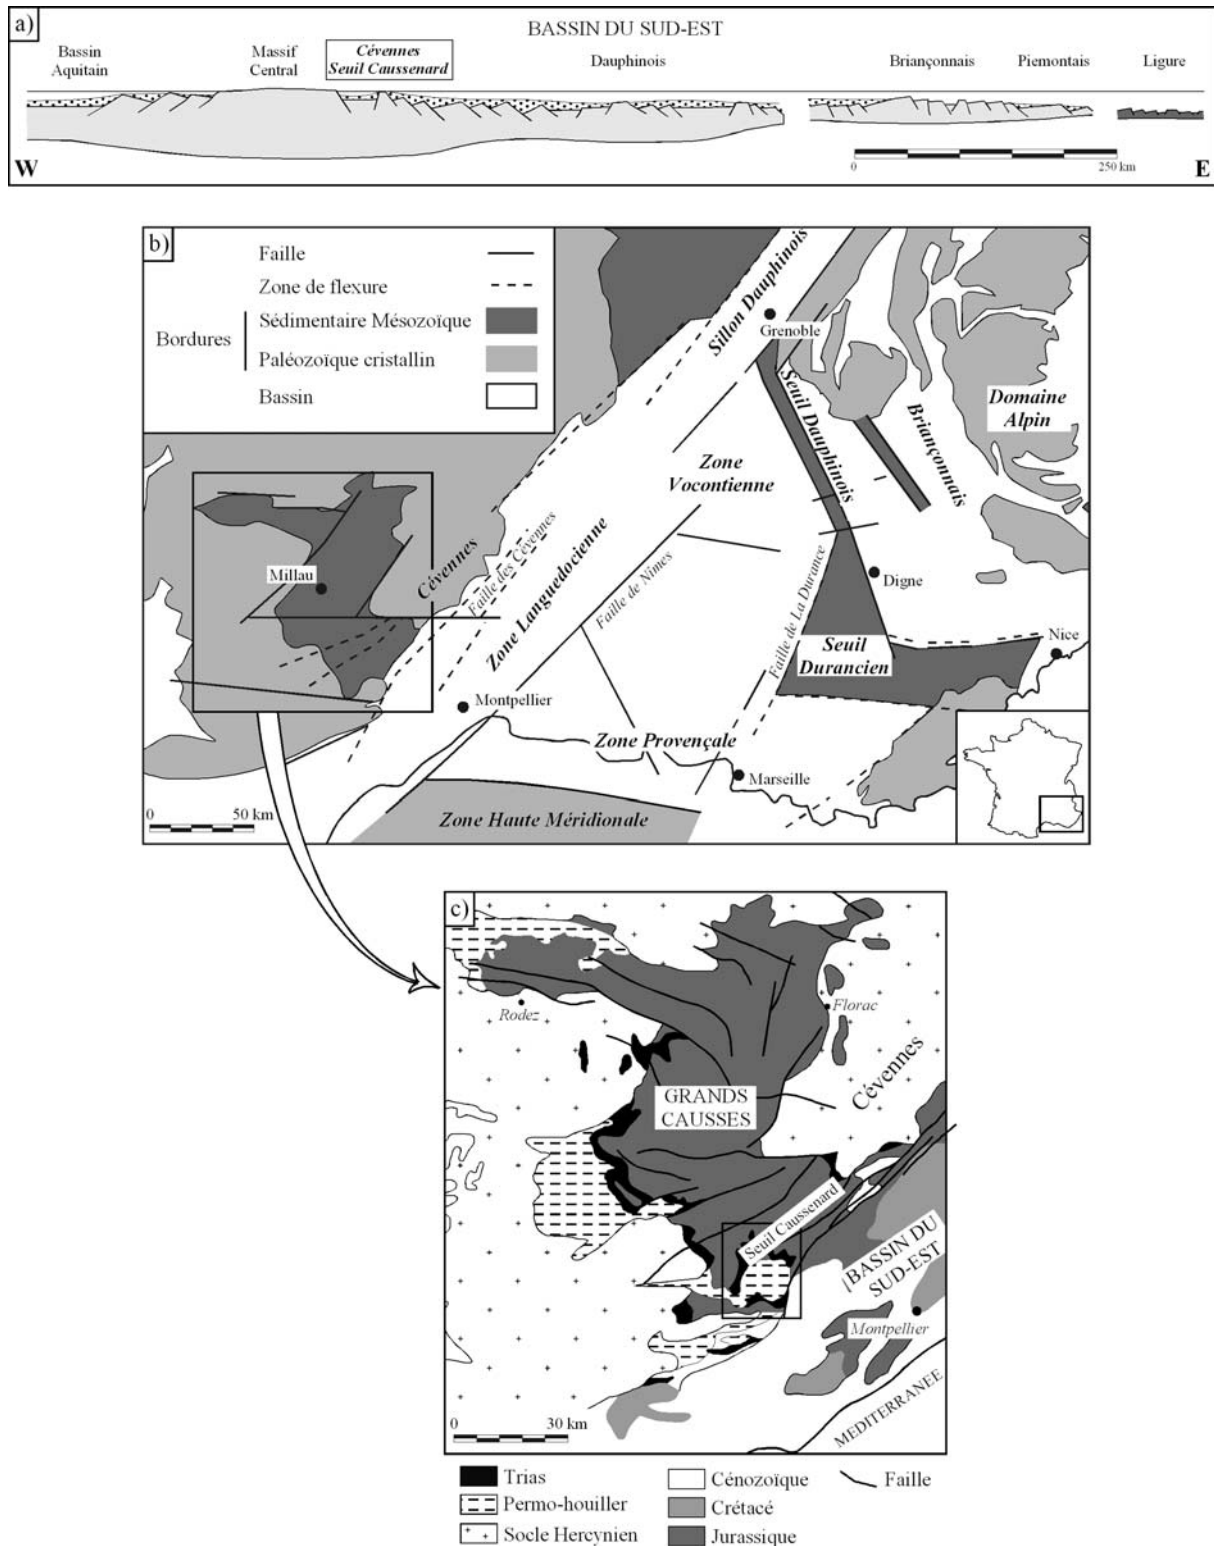 a)
BASSIN DU SUD-EST
Bassin
Aquitain
Massif
Central
Cévennes
Seuil Caussenard
Dauphinois
Briançonnais
Piemontais
Ligure
W
0
250 km
E
b)
Faille
Zone de flexure
Bordures
Sédimentaire Mésozoïque
Paléozoïque cristallin
Bassin
Sillon Dauphinois
Grenoble
Seuil Dauphinois
Briançonnais
Domaine
Alpin
Zone
Vocontienne
Millau
Cévennes
Faille des Cévennes
Zone Languedocienne
Faille de Nîmes
Faille de La Durance
Digne
Seuil
Durancien
Nice
Montpellier
Zone Provençale
Marseille
0
50 km
Zone Haute Méridionale
c)
Rodez
Florac
Cévennes
GRANDS
CAUSSES
Seuil Caussenard
BASSIN DU
SUD-EST
Montpellier
MEDITERRANEE
0
30 km
Trias
Cénozoïque
Faille
Permo-houiller
Crétacé
Socle Hercynien
Jurassique